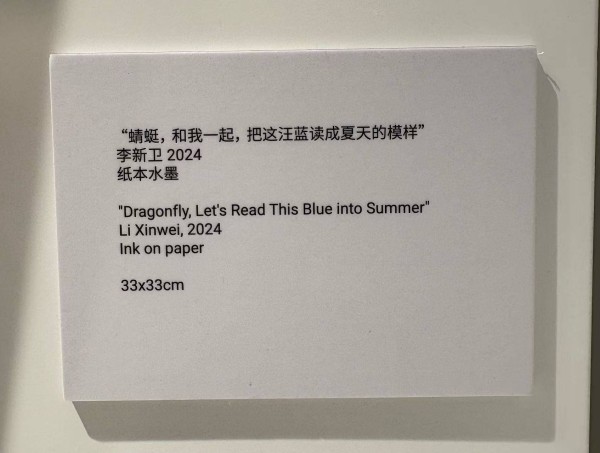 “蜻蜓，和我一起，把这汪蓝读成夏天的模样”
李新卫 2024
纸本水墨
"Dragonfly, Let's Read This Blue into Summer"
Li Xinwei, 2024
Ink on paper
33x33cm